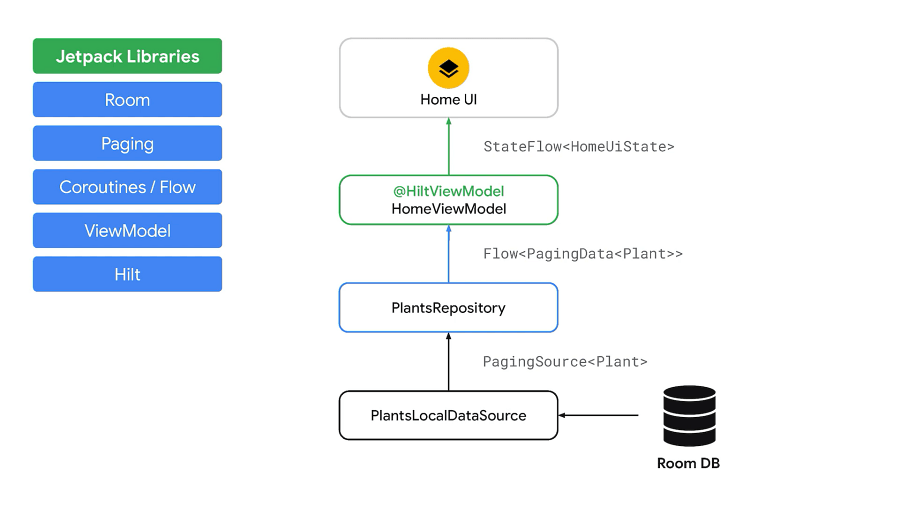 Jetpack Libraries
Room
Paging
Coroutines / Flow
ViewModel
Hilt
Home UI
StateFlow<HomeUiState>
@HiltViewModel
HomeViewModel
Flow<PagingData<Plant>>
PlantsRepository
PagingSource<Plant>
PlantsLocalDataSource
Room DB